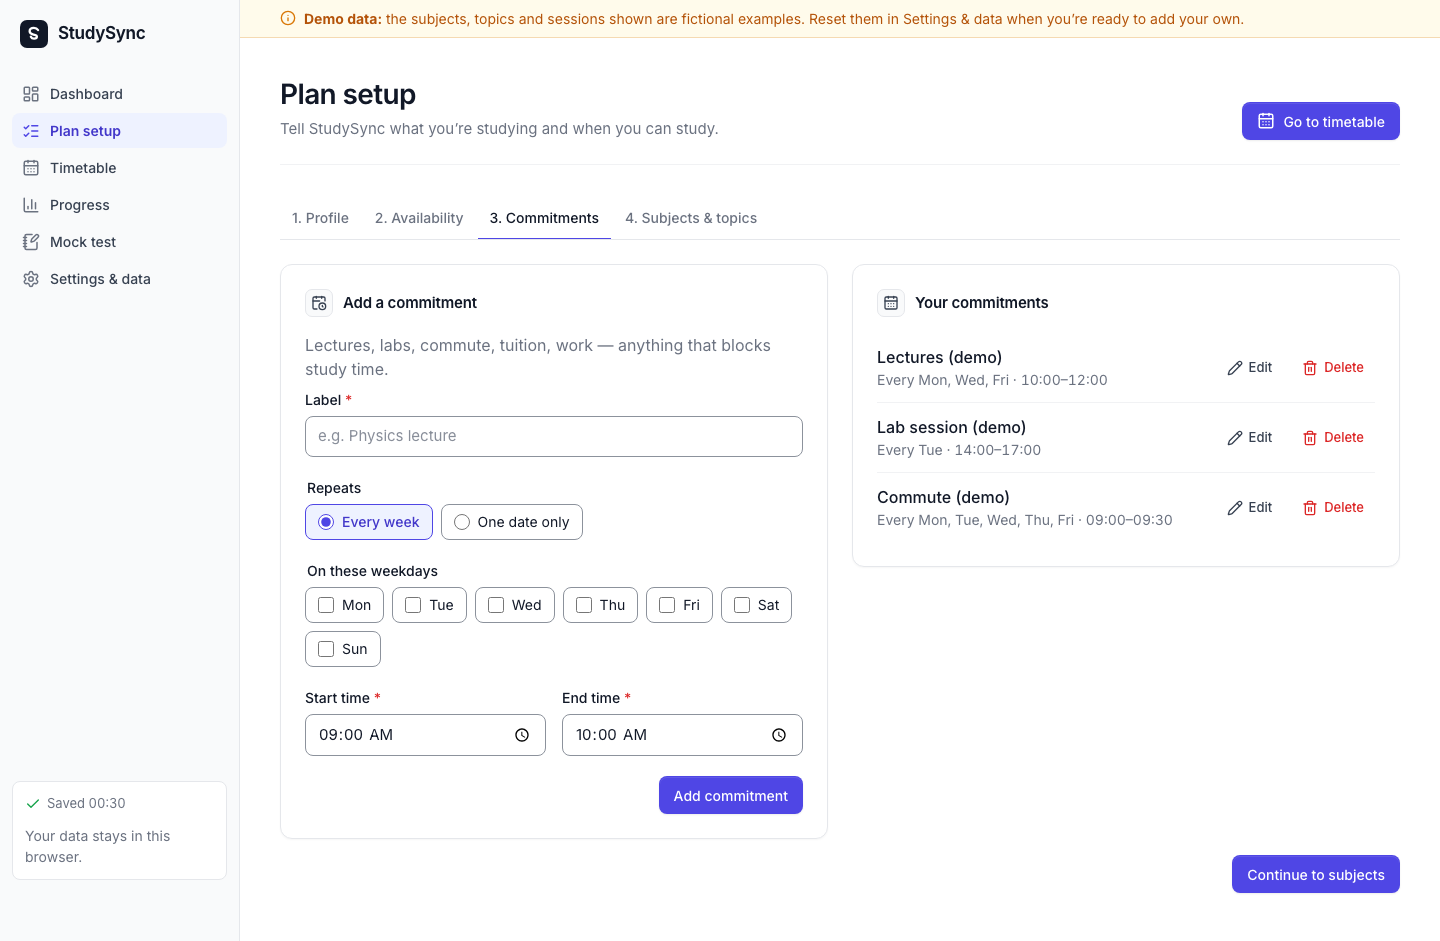 StudySync
Dashboard
Plan setup
Timetable
Progress
Mock test
Settings & data
Saved 00:30
Your data stays in this
browser.
Demo data: the subjects, topics and sessions shown are fictional examples. Reset them in Settings & data when you’re ready to add your own.
Plan setup
Tell StudySync what you’re studying and when you can study.
Go to timetable
1. Profile
2. Availability
3. Commitments
4. Subjects & topics
Add a commitment
Lectures, labs, commute, tuition, work — anything that blocks
study time.
Label *
e.g. Physics lecture
Repeats
Every week
One date only
On these weekdays
Mon
Tue
Wed
Thu
Fri
Sat
Sun
Start time *
End time *
09:00 AM
10:00 AM
Add commitment
Your commitments
Lectures (demo)
Every Mon, Wed, Fri · 10:00–12:00
Edit
Delete
Lab session (demo)
Every Tue · 14:00–17:00
Edit
Delete
Commute (demo)
Every Mon, Tue, Wed, Thu, Fri · 09:00–09:30
Edit
Delete
Continue to subjects